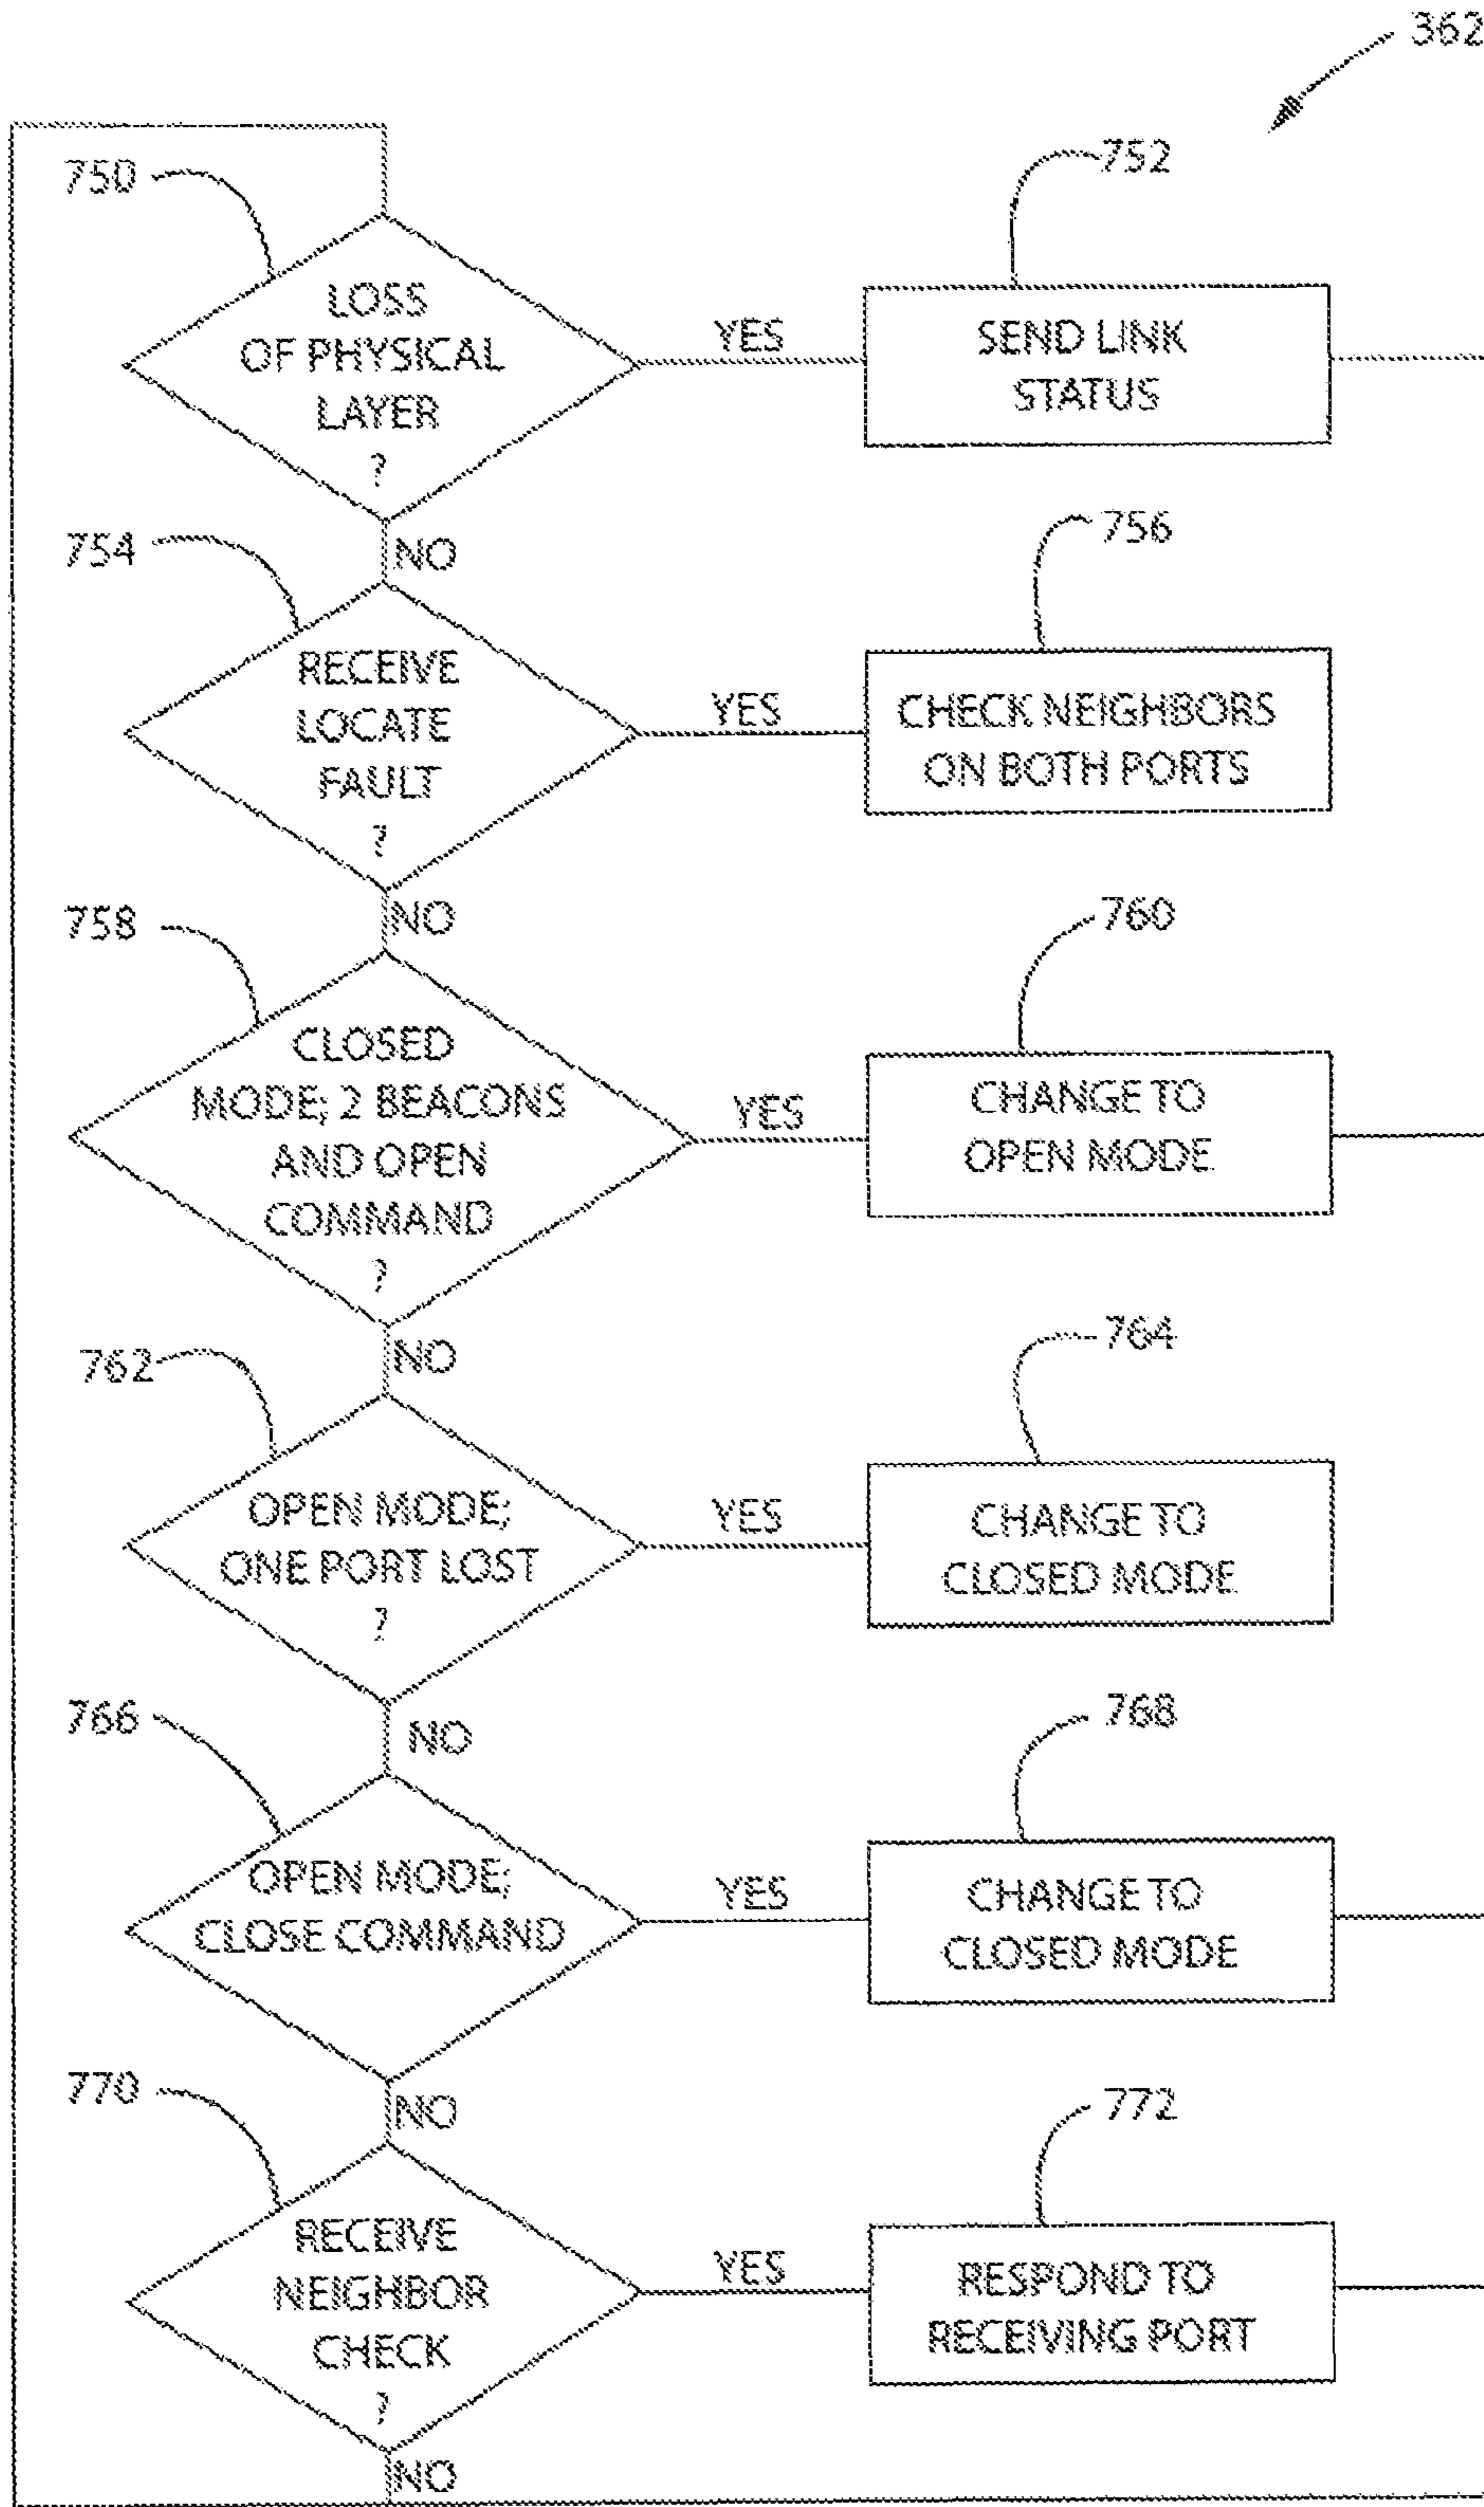 362
750
LOSS
OF PHYSICAL
LAYER
?
YES
752
SEND LINK
STATUS
NO
754
RECEIVE
LOCATE
FAULT
?
YES
756
CHECK NEIGHBORS
ON BOTH PORTS
NO
758
CLOSED
MODE; 2 BEACONS
AND OPEN
COMMAND
?
YES
760
CHANGE TO
OPEN MODE
NO
762
OPEN MODE;
ONE PORT LOST
?
YES
764
CHANGE TO
CLOSED MODE
NO
766
OPEN MODE;
CLOSE COMMAND
YES
768
CHANGE TO
CLOSED MODE
NO
770
RECEIVE
NEIGHBOR
CHECK
?
YES
772
RESPOND TO
RECEIVING PORT
NO